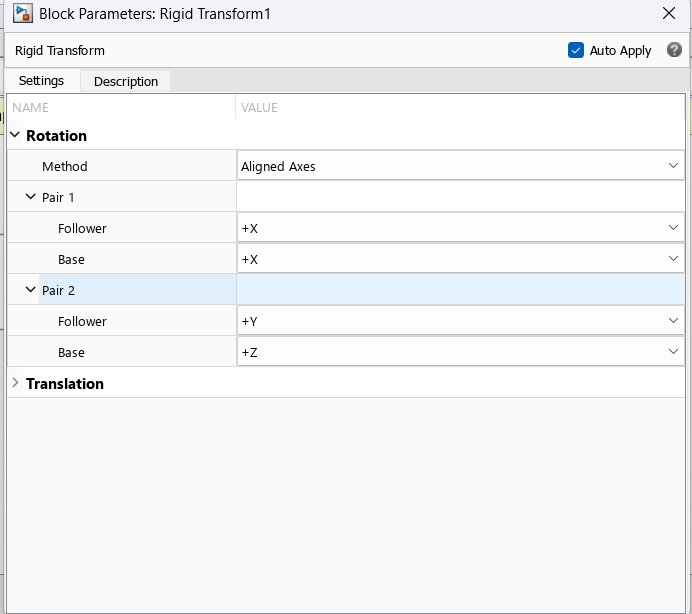 Block Parameters: Rigid Transform1
Rigid Transform
Auto Apply
Settings Description
NAME VALUE
Rotation
Method Aligned Axes
Pair 1
Follower +X
Base +X
Pair 2
Follower +Y
Base +Z
Translation